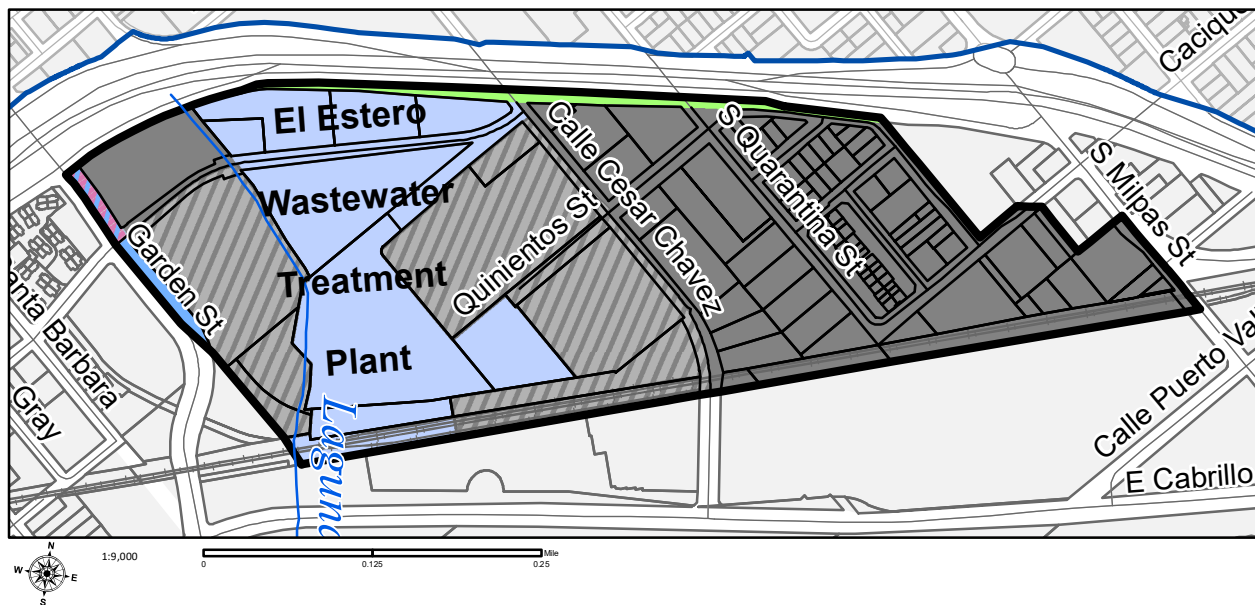 Cacique
El Estero
Wastewater
Treatment
Plant
Calle Cesar Chavez
S Quarantina St
S Milpas St
Quinientos St
Garden St
anta Barbara
Gray
Laguna
Calle Puerto Val
E Cabrillo
N
W
E
S
1:9,000
Mile
0
0.125
0.25